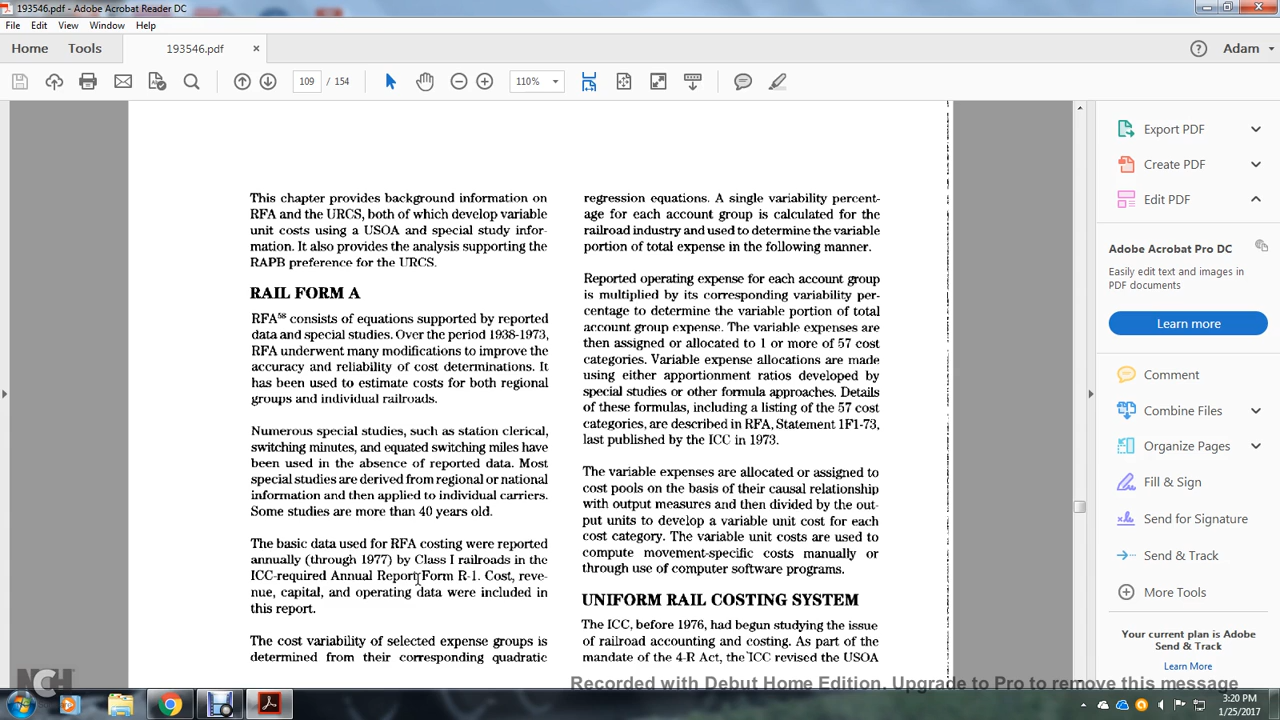 193546.pdf - Adobe Acrobat Reader DC
File Edit View Window Help
Home Tools 193546.pdf × Adam
109 / 154 110%
This chapter provides background information on
RFA and the URCS, both of which develop variable
unit costs using a USOA and special study infor-
mation. It also provides the analysis supporting the
RAPB preference for the URCS.
RAIL FORM A
RFA58 consists of equations supported by reported
data and special studies. Over the period 1938-1973,
RFA underwent many modifications to improve the
accuracy and reliability of cost determinations. It
has been used to estimate costs for both regional
groups and individual railroads.
Numerous special studies, such as station clerical,
switching minutes, and equated switching miles have
been used in the absence of reported data. Most
special studies are derived from regional or national
information and then applied to individual carriers.
Some studies are more than 40 years old.
The basic data used for RFA costing were reported
annually (through 1977) by Class I railroads in the
ICC-required Annual Report Form R-1. Cost, reve-
nue, capital, and operating data were included in
this report.
The cost variability of selected expense groups is
determined from their corresponding quadratic
regression equations. A single variability percent-
age for each account group is calculated for the
railroad industry and used to determine the variable
portion of total expense in the following manner.
Reported operating expense for each account group
is multiplied by its corresponding variability per-
centage to determine the variable portion of total
account group expense. The variable expenses are
then assigned or allocated to 1 or more of 57 cost
categories. Variable expense allocations are made
using either apportionment ratios developed by
special studies or other formula approaches. Details
of these formulas, including a listing of the 57 cost
categories, are described in RFA, Statement 1F1-73,
last published by the ICC in 1973.
The variable expenses are allocated or assigned to
cost pools on the basis of their causal relationship
with output measures and then divided by the out-
put units to develop a variable unit cost for each
cost category. The variable unit costs are used to
compute movement-specific costs manually or
through use of computer software programs.
UNIFORM RAIL COSTING SYSTEM
The ICC, before 1976, had begun studying the issue
of railroad accounting and costing. As part of the
mandate of the 4-R Act, the ICC revised the USOA
Export PDF
Create PDF
Edit PDF
Adobe Acrobat Pro DC
Easily edit text and images in
PDF documents
Learn more
Comment
Combine Files
Organize Pages
Fill & Sign
Send for Signature
Send & Track
More Tools
Your current plan is Adobe
Send & Track
Learn More
NCH
Recorded with Debut Home Edition. Upgrade to Pro to remove this message
3:20 PM
1/25/2017